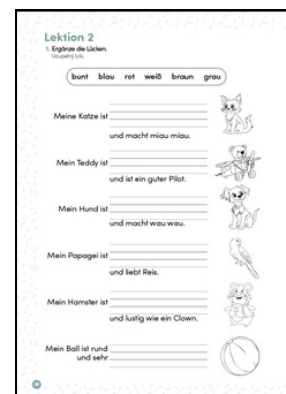 Lektion 2
1. Ergänze die Lücken.
Uzupełnij luki.
bunt blau rot weiß braun grau
Meine Katze ist
und macht miau miau.
Mein Teddy ist
und ist ein guter Pilot.
Mein Hund ist
und macht wau wau.
Mein Papagei ist
und liebt Reis.
Mein Hamster ist
und lustig wie ein Clown.
Mein Ball ist rund
und sehr